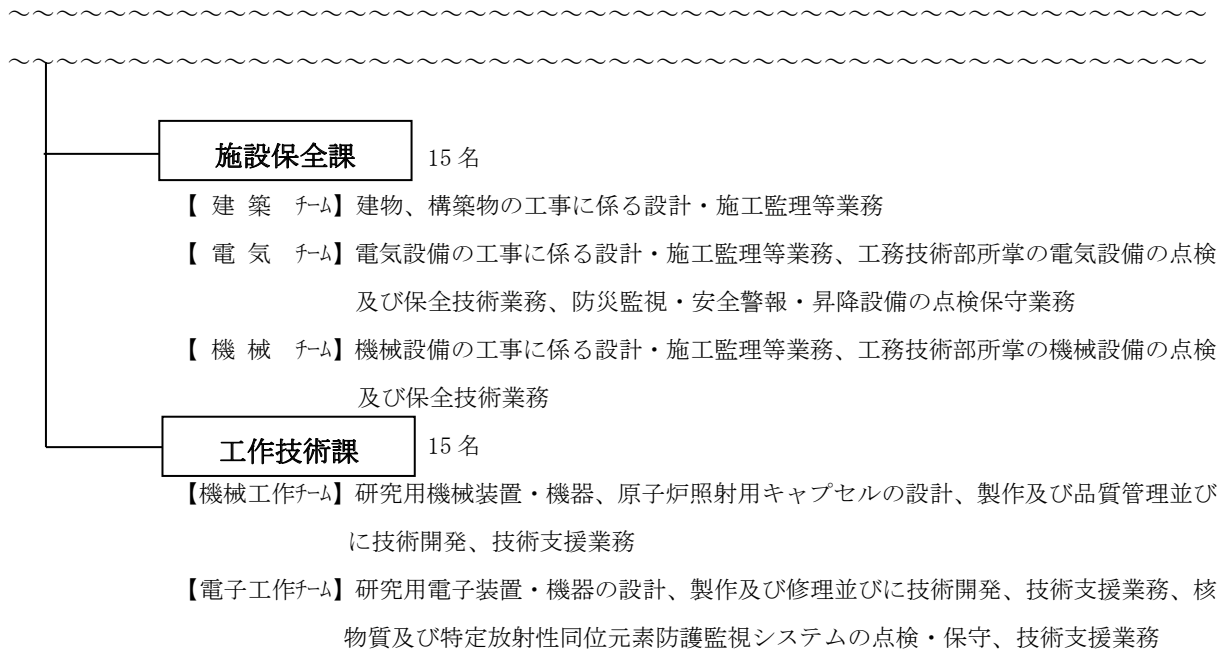 施設保全課 15名
【 建 築 ﾁｰﾑ】建物、構築物の工事に係る設計・施工監理等業務
【 電 気 ﾁｰﾑ】電気設備の工事に係る設計・施工監理等業務、工務技術部所掌の電気設備の点検
及び保全技術業務、防災監視・安全警報・昇降設備の点検保守業務
【 機 械 ﾁｰﾑ】機械設備の工事に係る設計・施工監理等業務、工務技術部所掌の機械設備の点検
及び保全技術業務
工作技術課 15名
【機械工作ﾁｰﾑ】研究用機械装置・機器、原子炉照射用キャプセルの設計、製作及び品質管理並び
に技術開発、技術支援業務
【電子工作ﾁｰﾑ】研究用電子装置・機器の設計、製作及び修理並びに技術開発、技術支援業務、核
物質及び特定放射性同位元素防護監視システムの点検・保守、技術支援業務